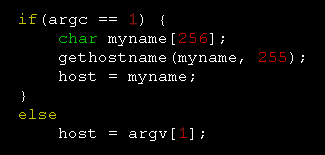 if(argc == 1) {
    char myname[256];
    gethostname(myname, 255);
    host = myname;
}
else
    host = argv[1];